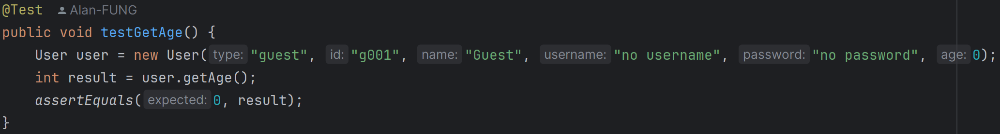 @Test Alan-FUNG
public void testGetAge() {
    User user = new User( type: "guest", id: "g001", name: "Guest", username: "no username", password: "no password", age: 0);
    int result = user.getAge();
    assertEquals( expected: 0, result);
}